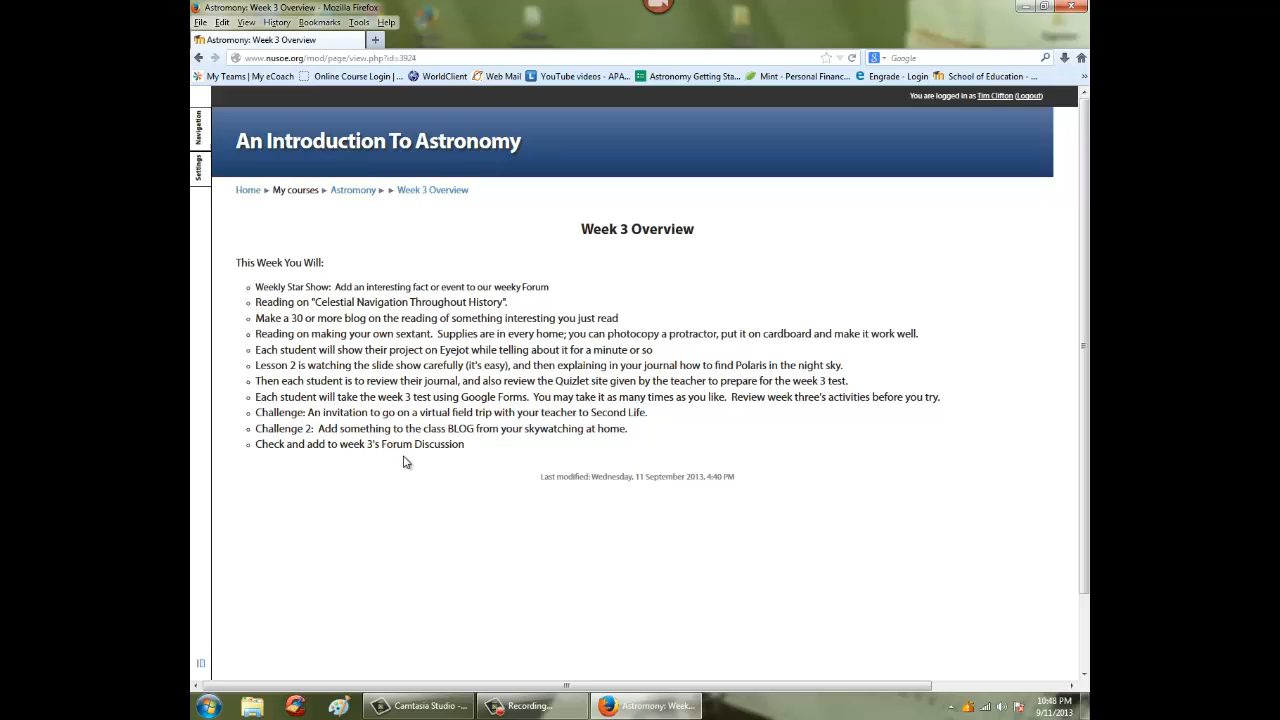 Astronomy: Week 3 Overview - Mozilla Firefox
File Edit View History Bookmarks Tools Help
Astronomy: Week 3 Overview
www.nusoe.org/mod/page/view.php?id=3924
Google
My Teams | My eCoach Online Course Login | ... WorldClient Web Mail YouTube videos - APA... Astronomy Getting Sta... Mint - Personal Financ... Engrade - Login School of Education - ...
You are logged in as Tim Clifton (Logout)
Navigation
Settings
An Introduction To Astronomy
Home ► My courses ► Astromony ► ► Week 3 Overview
Week 3 Overview
This Week You Will:
Weekly Star Show: Add an interesting fact or event to our weeky Forum
Reading on "Celestial Navigation Throughout History".
Make a 30 or more blog on the reading of something interesting you just read
Reading on making your own sextant. Supplies are in every home; you can photocopy a protractor, put it on cardboard and make it work well.
Each student will show their project on Eyejot while telling about it for a minute or so
Lesson 2 is watching the slide show carefully (it's easy), and then explaining in your journal how to find Polaris in the night sky.
Then each student is to review their journal, and also review the Quizlet site given by the teacher to prepare for the week 3 test.
Each student will take the week 3 test using Google Forms. You may take it as many times as you like. Review week three's activities before you try.
Challenge: An invitation to go on a virtual field trip with your teacher to Second Life.
Challenge 2: Add something to the class BLOG from your skywatching at home.
Check and add to week 3's Forum Discussion
Last modified: Wednesday, 11 September 2013, 4:40 PM
Camtasia Studio -... Recording... Astronomy: Week...
10:48 PM
9/11/2013